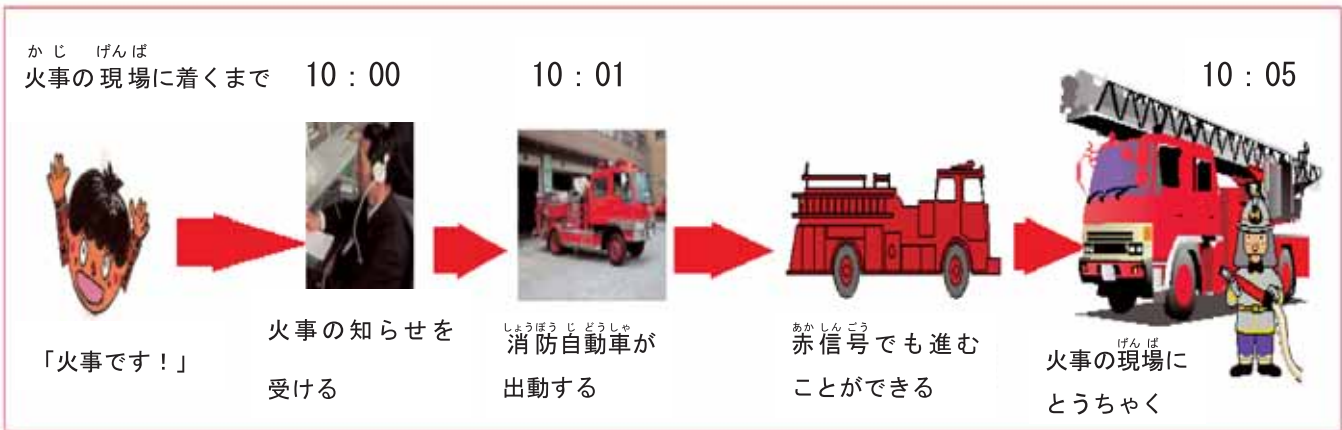 かじ げんば
火事の現場に着くまで 10：00 10：01 10：05
「火事です！」
火事の知らせを
受ける
しょうぼうじどうしゃ
消防自動車が
出動する
あかしんごう
赤信号でも進む
ことができる
げんば
火事の現場に
とうちゃく